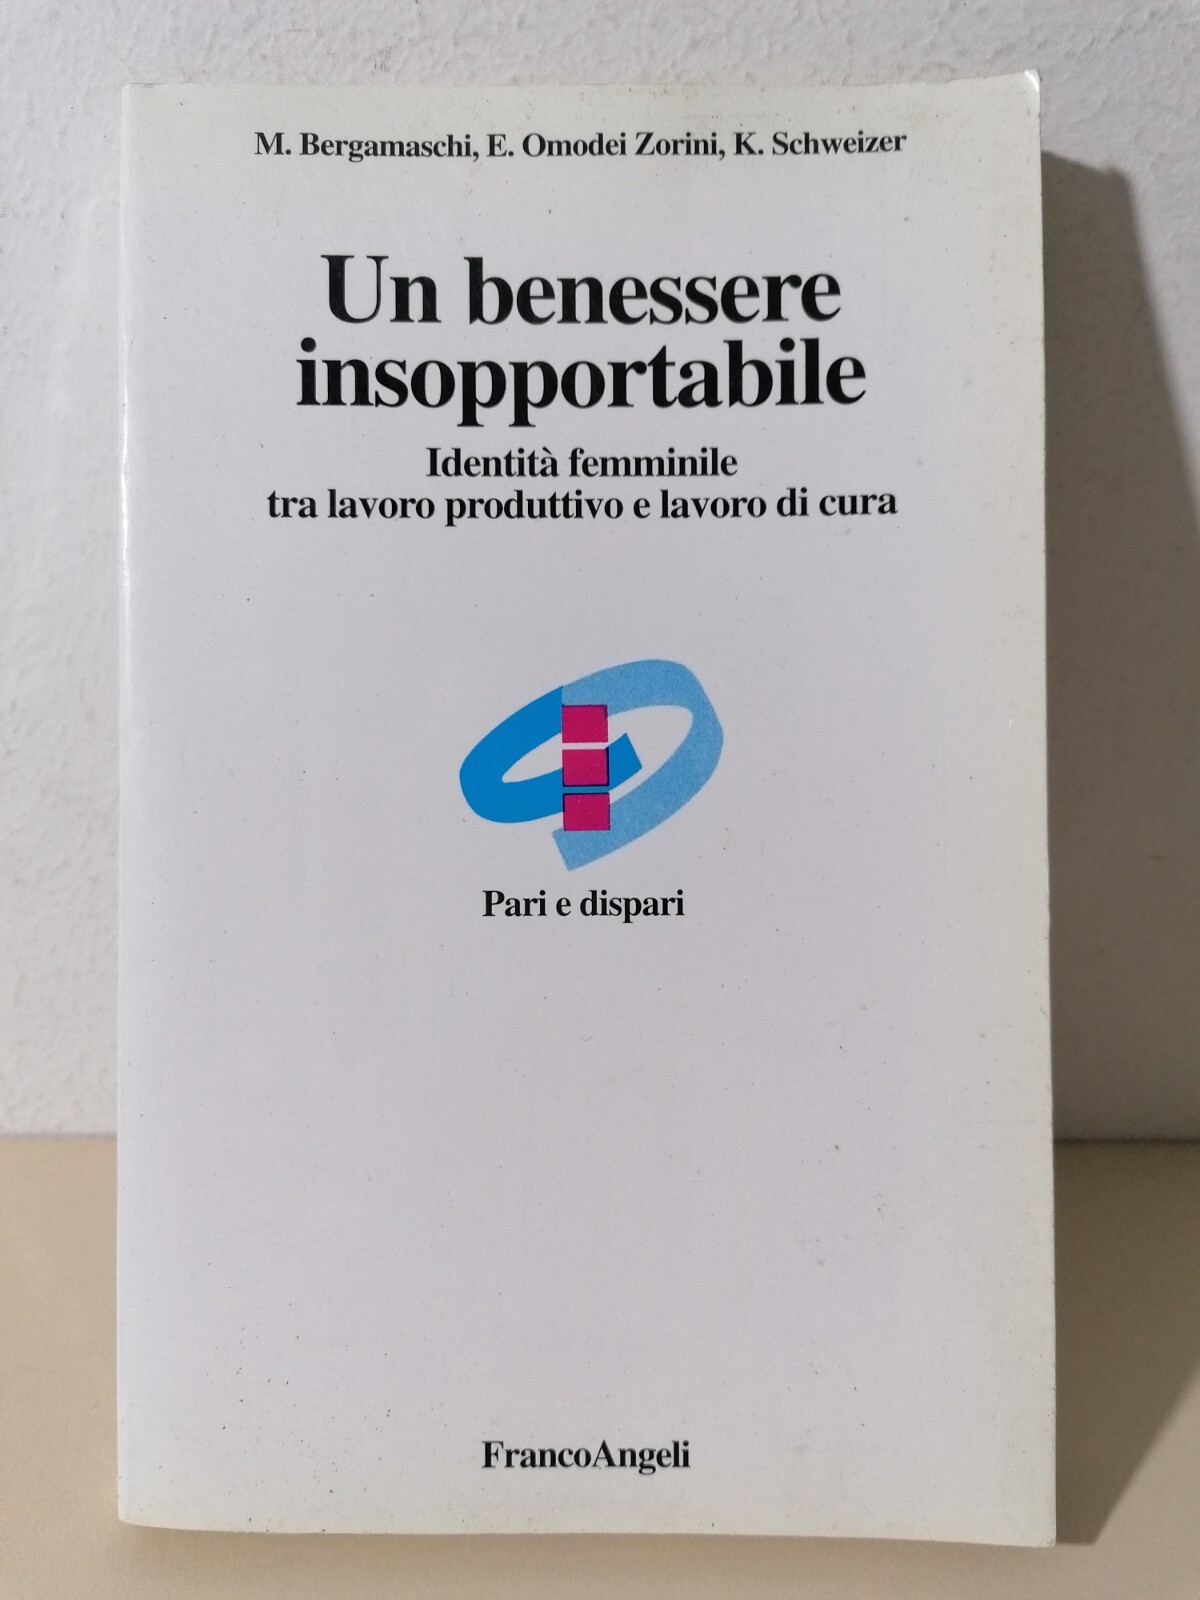 M. Bergamaschi, E. Omodei Zorini, K. Schweizer
Un benessere
insopportabile
Identità femminile
tra lavoro produttivo e lavoro di cura
Pari e dispari
FrancoAngeli